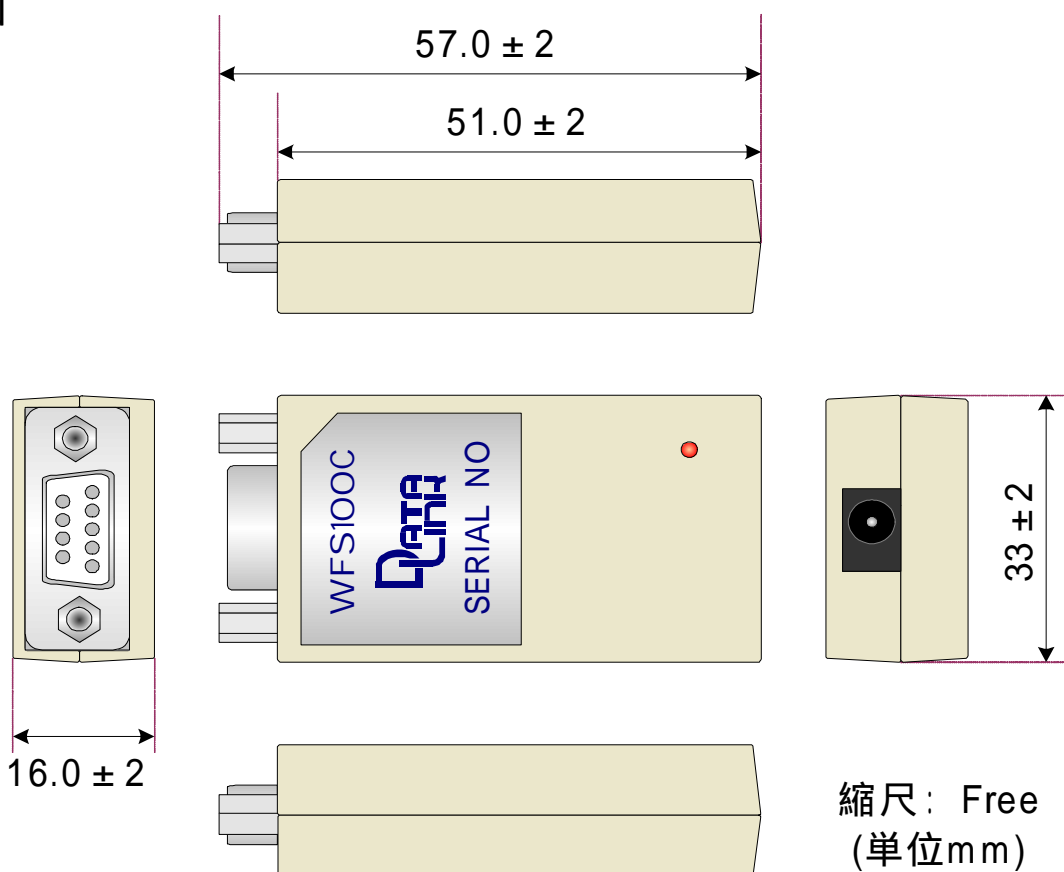 57.0 ± 2
51.0 ± 2
WFS100C
DATA
LINK
SERIAL NO
33 ± 2
16.0 ± 2
縮尺: Free
(単位mm)